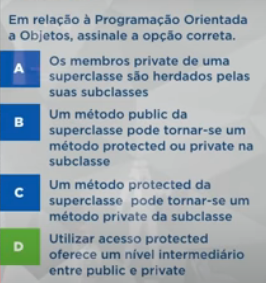 Em relação à Programação Orientada
a Objetos, assinale a opção correta.
A
Os membros private de uma
superclasse são herdados pelas
suas subclasses
B
Um método public da
superclasse pode tornar-se um
método protected ou private na
subclasse
C
Um método protected da
superclasse pode tornar-se um
método private da subclasse
D
Utilizar acesso protected
oferece um nível intermediário
entre public e private